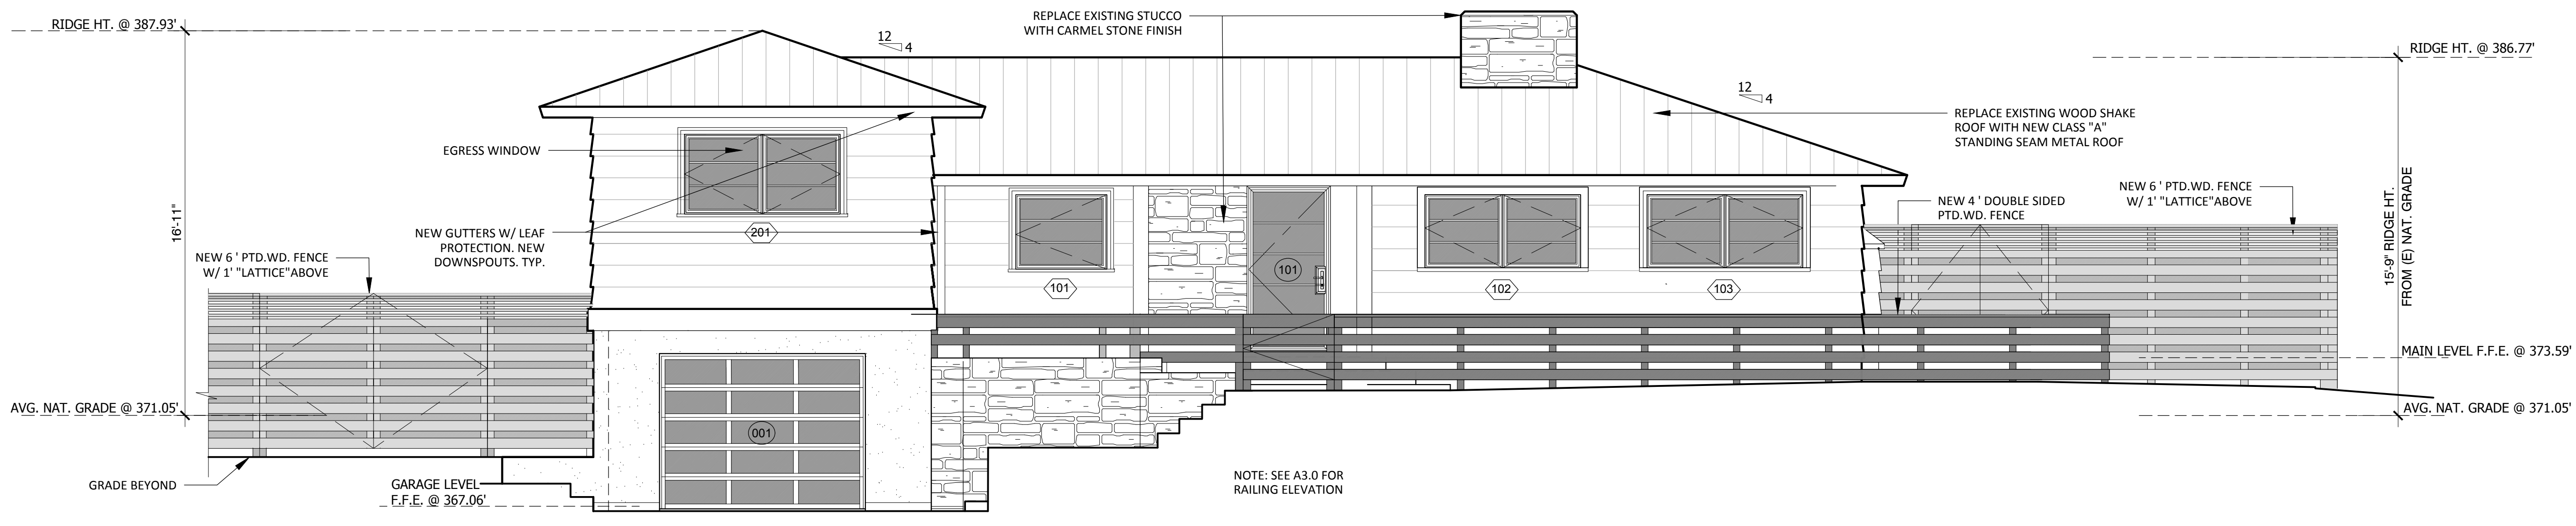 RIDGE HT. @ 387.93'
16'-11"
AVG. NAT. GRADE @ 371.05'
NEW 6 ' PTD.WD. FENCE
W/ 1' "LATTICE"ABOVE
GRADE BEYOND
GARAGE LEVEL
F.F.E. @ 367.06'
EGRESS WINDOW
NEW GUTTERS W/ LEAF
PROTECTION. NEW
DOWNSPOUTS. TYP.
201
001
12
4
REPLACE EXISTING STUCCO
WITH CARMEL STONE FINISH
101
101
102
103
NOTE: SEE A3.0 FOR
RAILING ELEVATION
12
4
REPLACE EXISTING WOOD SHAKE
ROOF WITH NEW CLASS "A"
STANDING SEAM METAL ROOF
NEW 4 ' DOUBLE SIDED
PTD.WD. FENCE
NEW 6 ' PTD.WD. FENCE
W/ 1' "LATTICE"ABOVE
RIDGE HT. @ 386.77'
15'-9" RIDGE HT.
FROM (E) NAT. GRADE
MAIN LEVEL F.F.E. @ 373.59'
AVG. NAT. GRADE @ 371.05'